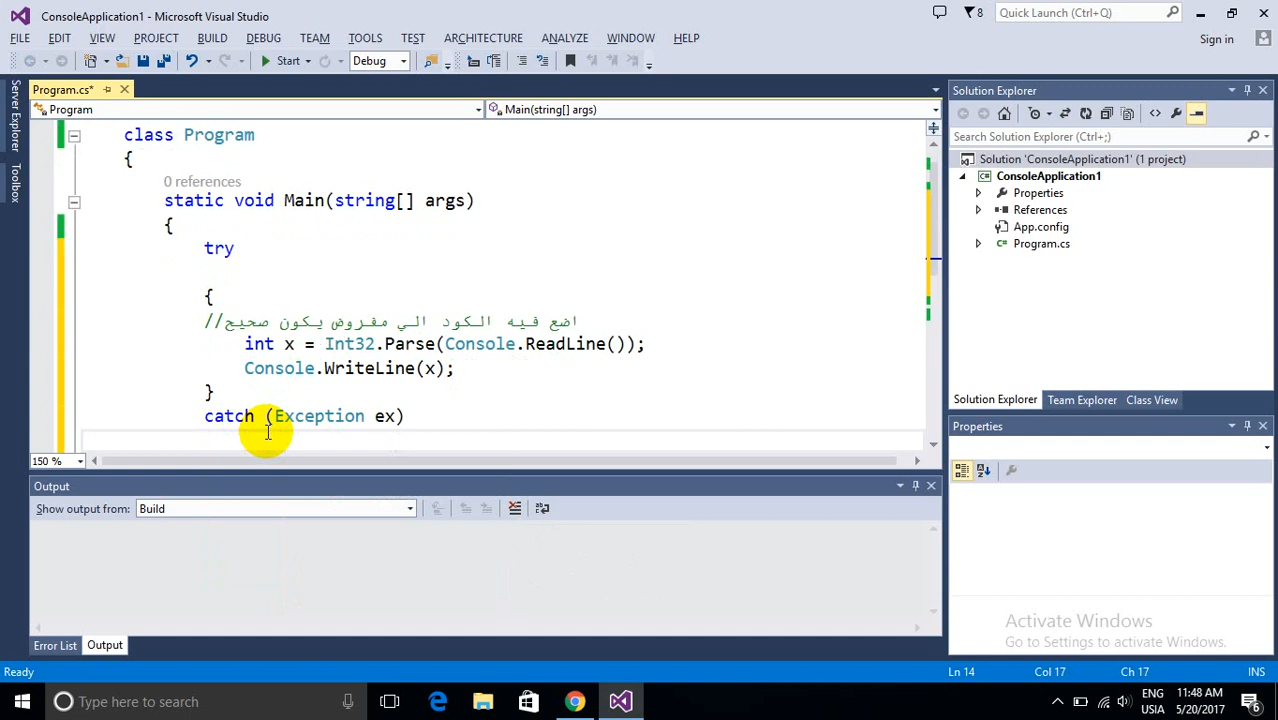 ConsoleApplication1 - Microsoft Visual Studio
8
Quick Launch (Ctrl+Q)
FILE EDIT VIEW PROJECT BUILD DEBUG TEAM TOOLS TEST ARCHITECTURE ANALYZE WINDOW HELP
Sign in
Start
Debug
Server Explorer
Toolbox
Program.cs*
Program
Main(string[] args)
class Program
{
0 references
static void Main(string[] args)
{
try
{
//اضع فيه الكود الي مفروض يكون صحيح
int x = Int32.Parse(Console.ReadLine());
Console.WriteLine(x);
}
catch (Exception ex)
150 %
Output
Show output from: Build
Error List Output
Solution Explorer
Search Solution Explorer (Ctrl+;)
Solution 'ConsoleApplication1' (1 project)
ConsoleApplication1
Properties
References
App.config
Program.cs
Solution Explorer Team Explorer Class View
Properties
Activate Windows
Go to Settings to activate Windows.
Ready Ln 14 Col 17 Ch 17 INS
Type here to search
ENG
USIA
11:48 AM
5/20/2017
6